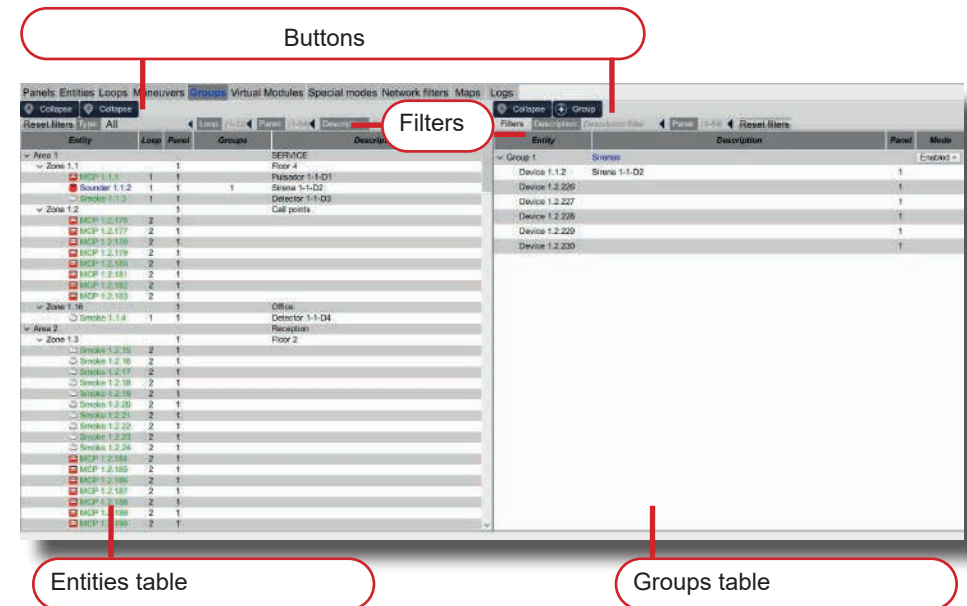 Buttons
Panels Entities Loops Maneuvers Groups Virtual Modules Special modes Network filters Maps Logs
Collapse Collapse Collapse Group
Filters
Reset filters Type All Loop Panel Filters Description Description filter Panel Reset filters
Entity Loop Panel Groups Entity Description Panel Mode
Area 1 SERVICE Group 1 Sirenas Enabled
Zone 1.1 1 Floor 4
MCP 1.1.1 1 1 Pulsador 1-1-D1 Device 1.1.2 Sirena 1-1-D2 1
Sounder 1.1.2 1 1 1 Sirena 1-1-D2 Device 1.2.226 1
Smoke 1.1.3 1 1 Detector 1-1-D3 Device 1.2.227 1
Zone 1.2 1 Call points Device 1.2.228 1
MCP 1.2.176 2 1 Device 1.2.229 1
MCP 1.2.177 2 1 Device 1.2.230 1
MCP 1.2.178 2 1
MCP 1.2.179 2 1
MCP 1.2.180 2 1
MCP 1.2.181 2 1
MCP 1.2.182 2 1
MCP 1.2.183 2 1
Zone 1.16 1 Office
Smoke 1.1.4 1 1 Detector 1-1-D4
Area 2 Reception
Zone 1.3 1 Floor 2
Smoke 1.2.15 2 1
Smoke 1.2.16 2 1
Smoke 1.2.17 2 1
Smoke 1.2.18 2 1
Smoke 1.2.19 2 1
Smoke 1.2.20 2 1
Smoke 1.2.21 2 1
Smoke 1.2.22 2 1
Smoke 1.2.23 2 1
Smoke 1.2.24 2 1
MCP 1.2.184 2 1
MCP 1.2.185 2 1
MCP 1.2.186 2 1
MCP 1.2.187 2 1
MCP 1.2.188 2 1
MCP 2 1
MCP 2 1
Entities table
Groups table